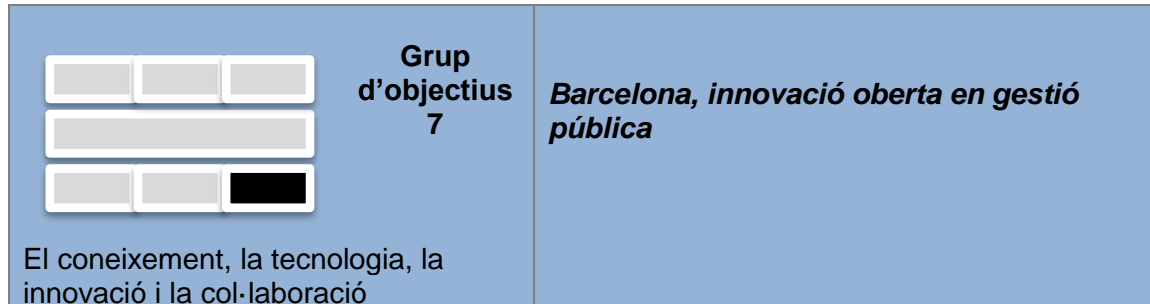 Grup
d’objectius
7
Barcelona, innovació oberta en gestió
pública
El coneixement, la tecnologia, la
innovació i la col·laboració